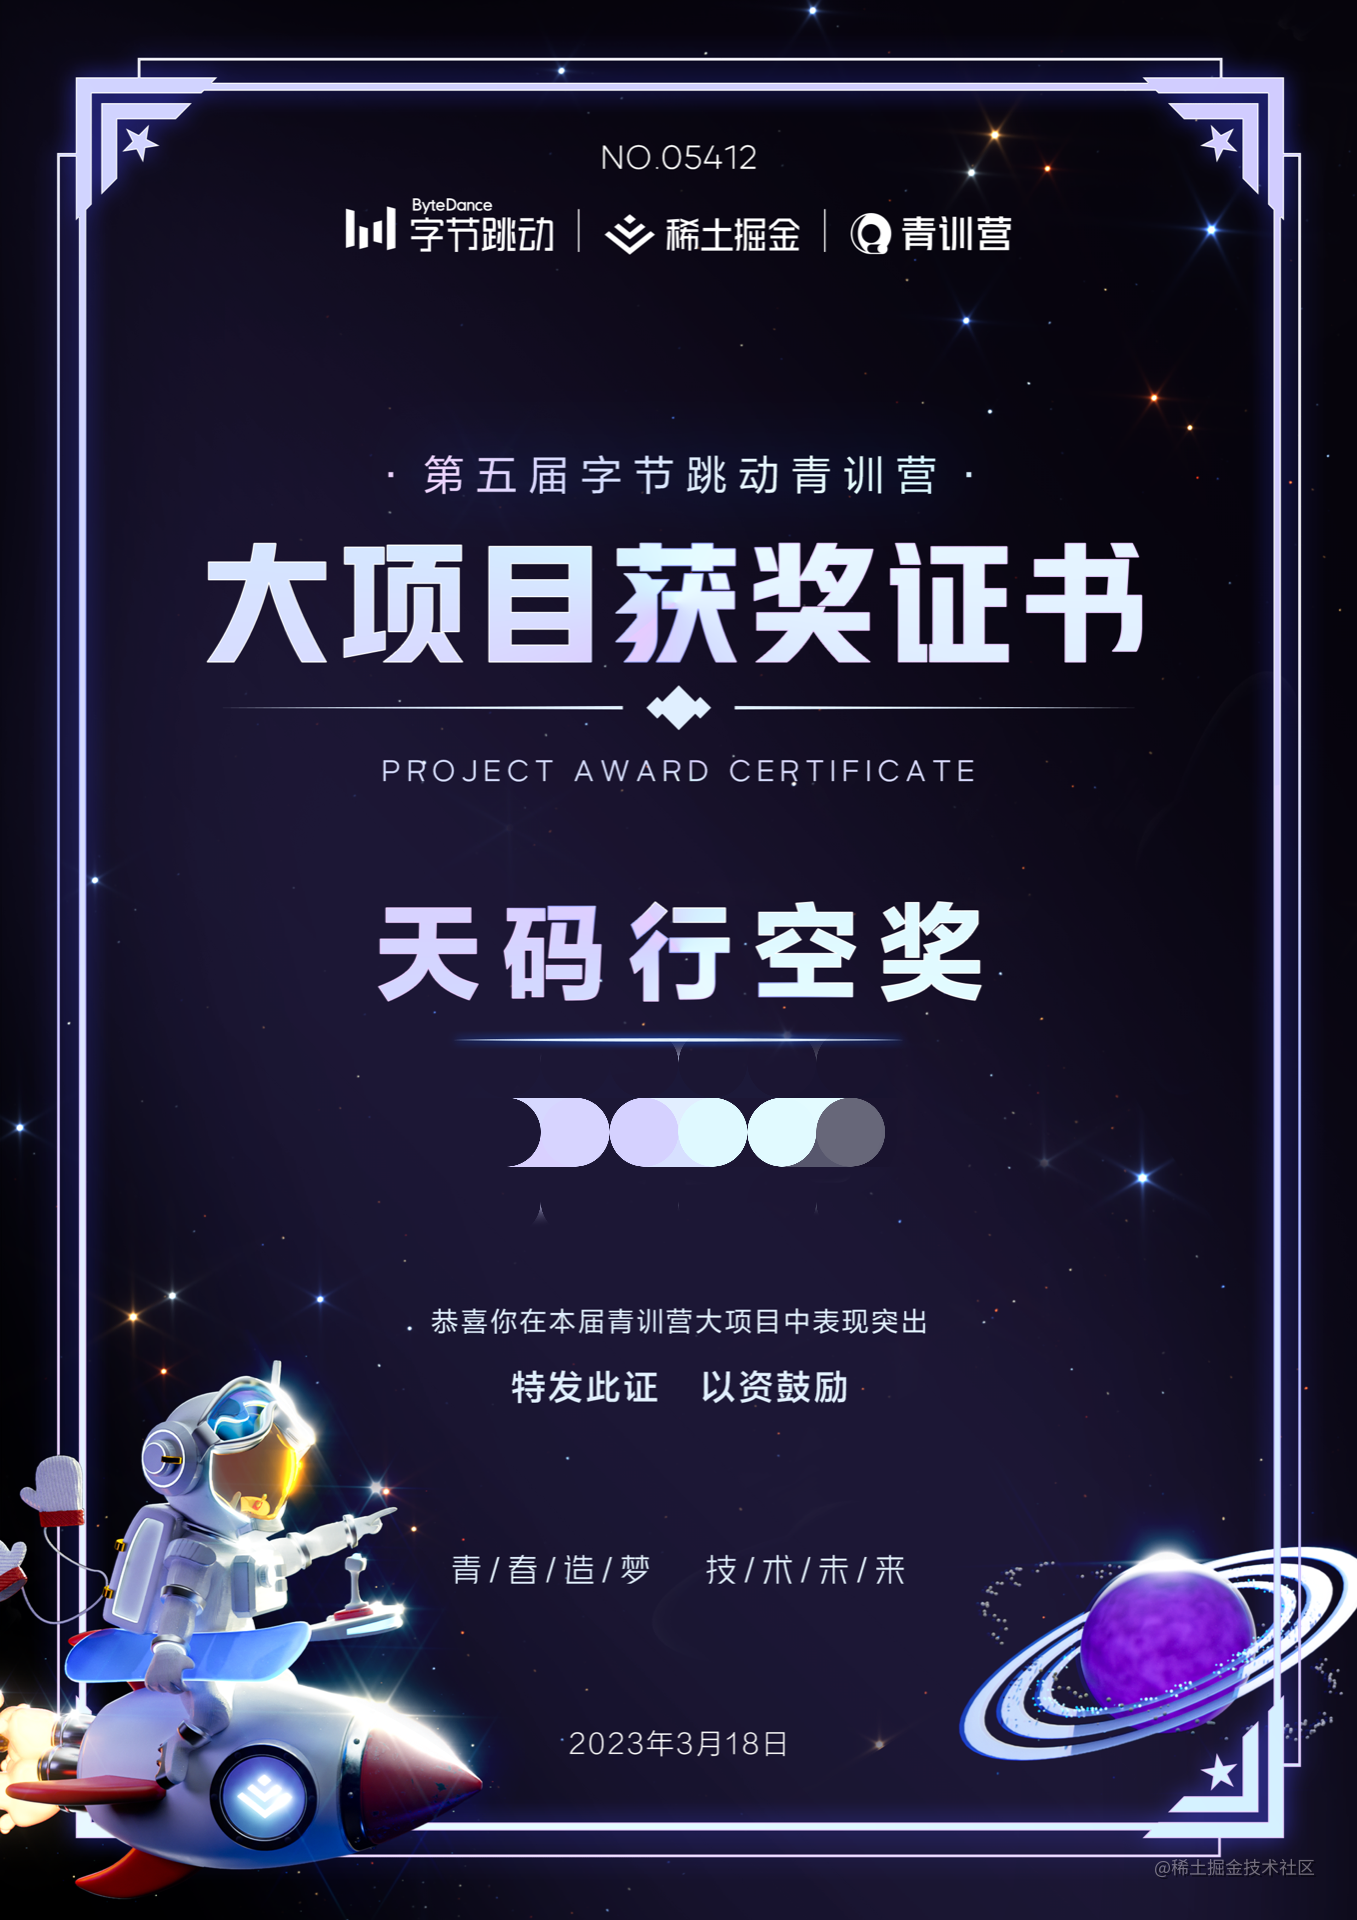 NO.05412
ByteDance
字节跳动 | 稀土掘金 | 青训营
· 第五届字节跳动青训营 ·
大项目获奖证书
PROJECT AWARD CERTIFICATE
天码行空奖
恭喜你在本届青训营大项目中表现突出
特发此证 以资鼓励
青/春/造/梦 技/术/未/来
2023年3月18日
@稀土掘金技术社区